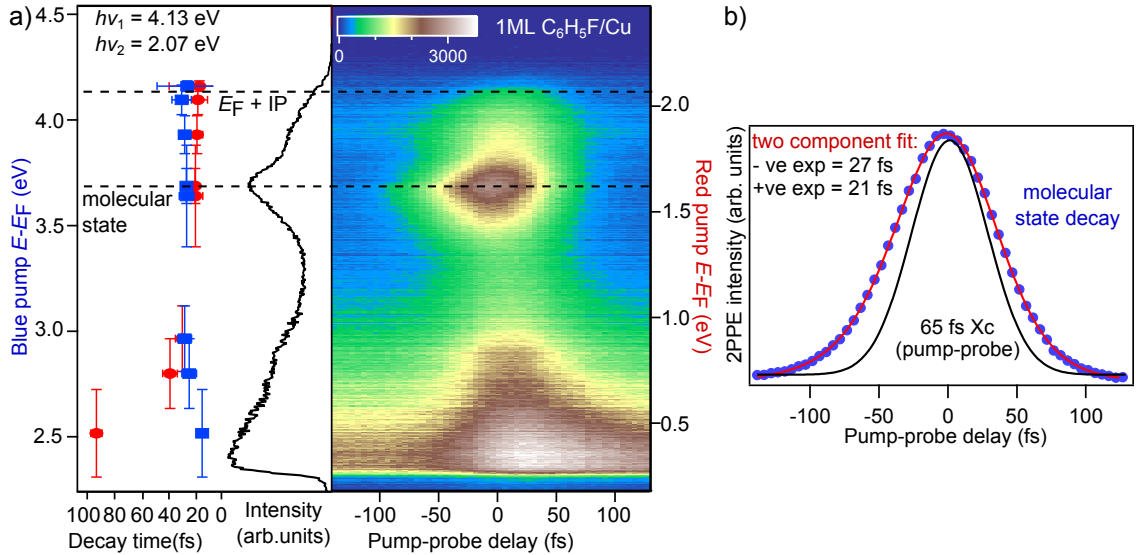 a)
hν1 = 4.13 eV
hν2 = 2.07 eV
1ML C6H5F/Cu
0 3000
EF + IP
molecular
state
Blue pump E-EF (eV)
4.5
4.0
3.5
3.0
2.5
100 80 60 40 20 0
Decay time(fs)
Intensity
(arb.units)
-100 -50 0 50 100
Pump-probe delay (fs)
2.0
1.5
1.0
0.5
Red pump E-EF (eV)
b)
2PPE intensity (arb. units)
two component fit:
- ve exp = 27 fs
+ve exp = 21 fs
molecular
state decay
65 fs Xc
(pump-probe)
-100 -50 0 50 100
Pump-probe delay (fs)